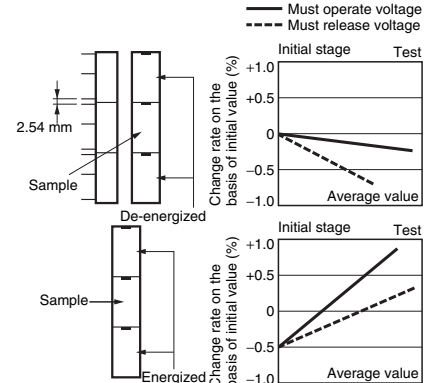 Must operate voltage
Must release voltage
Initial stage
Test
Change rate on the
basis of initial value (%)
+1.0
+0.5
0
−0.5
−1.0
Average value
2.54 mm
Sample
De-energized
Initial stage
Test
Change rate on the
basis of initial value (%)
+1.0
+0.5
0
−0.5
−1.0
Average value
Sample
Energized